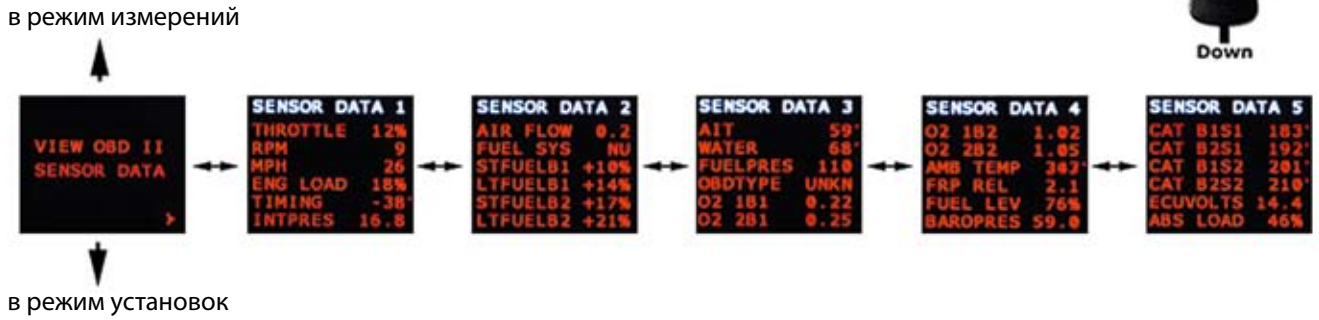 в режим измерений
Down
VIEW OBD II
SENSOR DATA
>
SENSOR DATA 1
THROTTLE 12%
RPM 9
MPH 26
ENG LOAD 18%
TIMING -38°
INTPRES 16.8
SENSOR DATA 2
AIR FLOW 0.2
FUEL SYS NU
STFUELB1 +10%
LTFUELB1 +14%
STFUELB2 +17%
LTFUELB2 +21%
SENSOR DATA 3
AIT 59°
WATER 68°
FUELPRES 110
OBDTYPE UNKN
O2 1B1 0.22
O2 2B1 0.25
SENSOR DATA 4
O2 1B2 1.02
O2 2B2 1.05
AMB TEMP 343°
FRP REL 2.1
FUEL LEV 76%
BAROPRES 59.0
SENSOR DATA 5
CAT B1S1 183°
CAT B2S1 192°
CAT B1S2 201°
CAT B2S2 210°
ECUVOLTS 14.4
ABS LOAD 46%
в режим установок